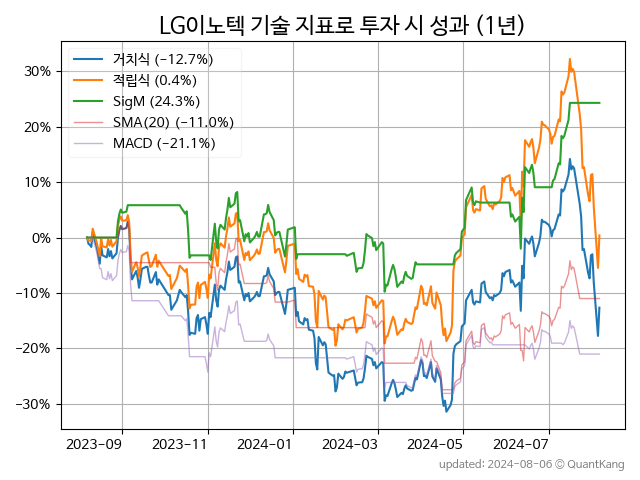 LG이노텍 기술 지표로 투자 시 성과 (1년)
거치식 (−12.7%)
적립식 (0.4%)
SigM (24.3%)
SMA(20) (−11.0%)
MACD (−21.1%)
30%
20%
10%
0%
−10%
−20%
−30%
2023-09 2023-11 2024-01 2024-03 2024-05 2024-07
updated: 2024-08-06 © QuantKang